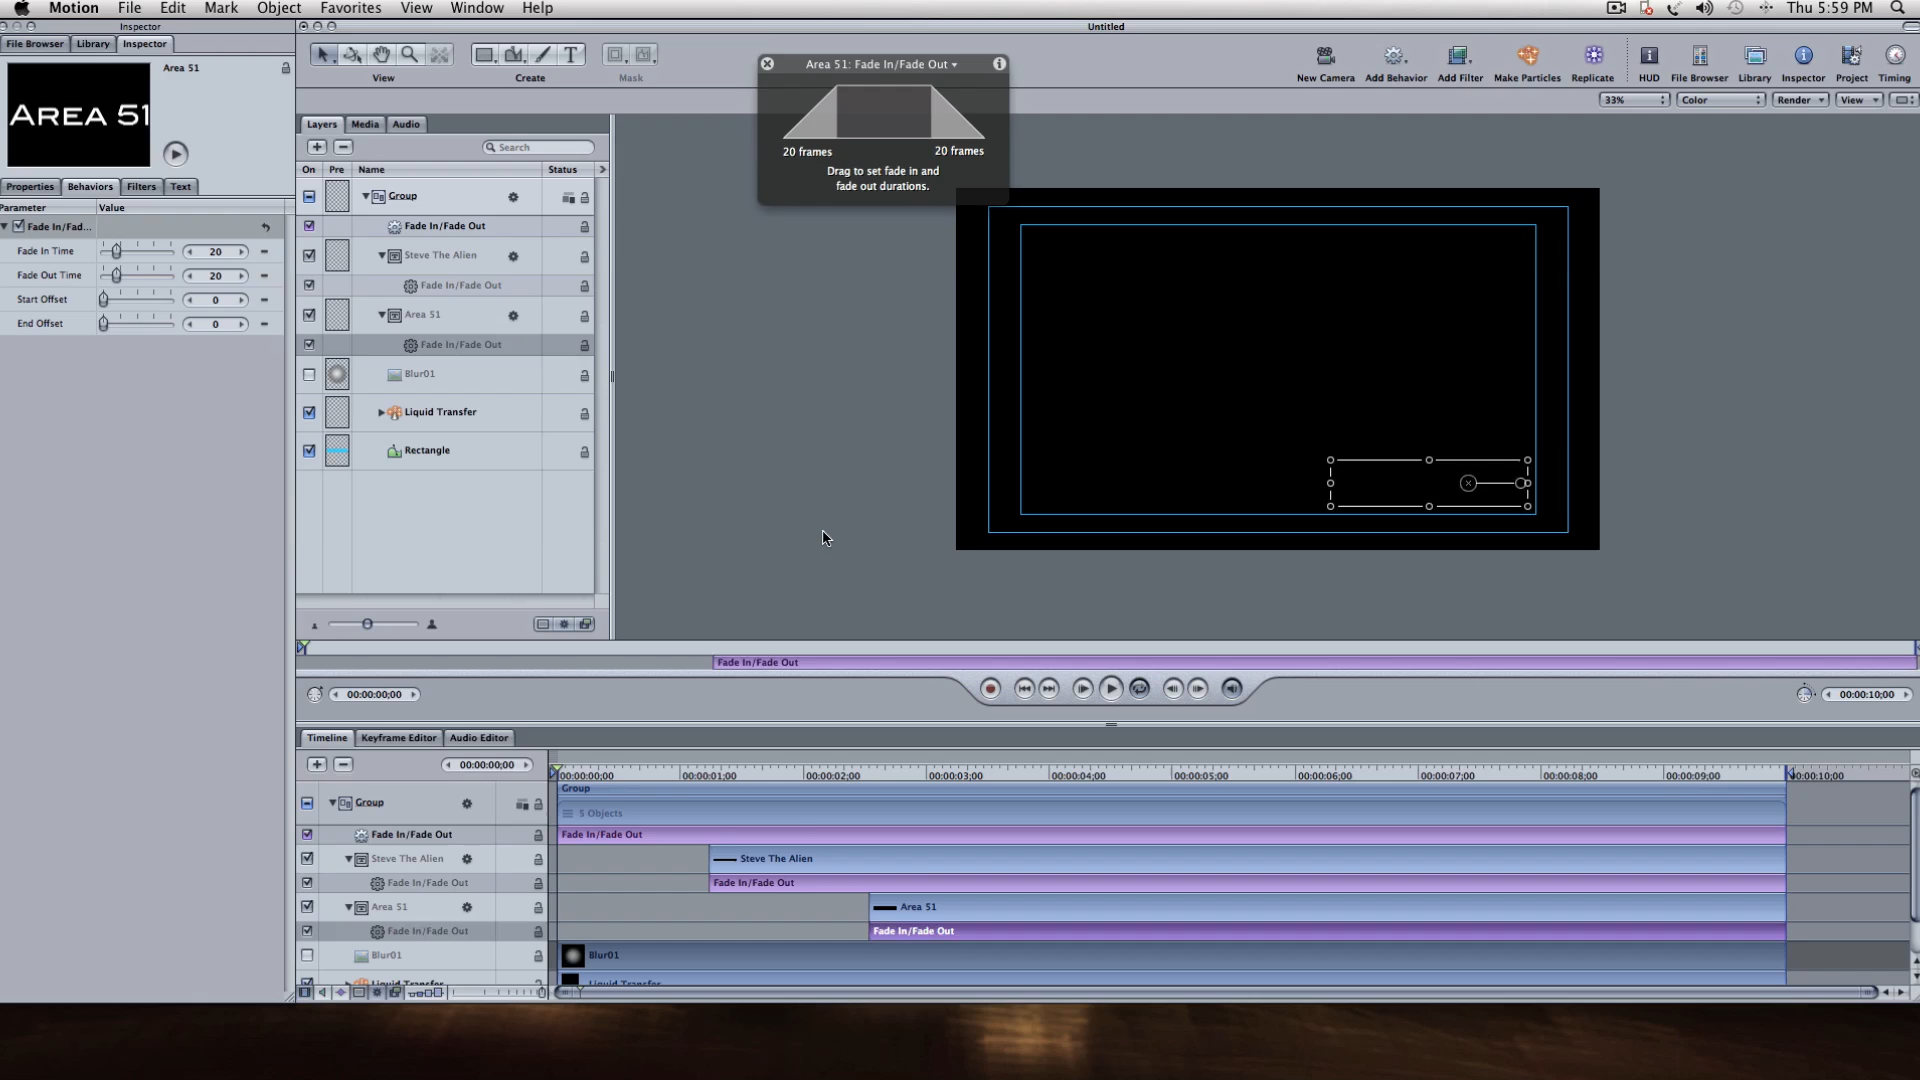 Motion File Edit Mark Object Favorites View Window Help Thu 5:59 PM
Inspector
Untitled
File Browser Library Inspector
Area 51
AREA 51
View Create Mask
Area 51: Fade In/Fade Out
20 frames 20 frames
Drag to set fade in and
fade out durations.
New Camera Add Behavior Add Filter Make Particles Replicate HUD File Browser Library Inspector Project Timing
33% Color Render View
Properties Behaviors Filters Text
Parameter Value
Fade In/Fad...
Fade In Time 20
Fade Out Time 20
Start Offset 0
End Offset 0
Layers Media Audio
Search
On Pre Name Status
Group
Fade In/Fade Out
Steve The Alien
Fade In/Fade Out
Area 51
Fade In/Fade Out
Blur01
Liquid Transfer
Rectangle
Fade In/Fade Out
00:00:00;00 00:00:10;00
Timeline Keyframe Editor Audio Editor
00:00:00;00
00:00:00;00 00:00:01;00 00:00:02;00 00:00:03;00 00:00:04;00 00:00:05;00 00:00:06;00 00:00:07;00 00:00:08;00 00:00:09;00 00:00:10;00
Group Group
5 Objects
Fade In/Fade Out Fade In/Fade Out
Steve The Alien Steve The Alien
Fade In/Fade Out Fade In/Fade Out
Area 51 Area 51
Fade In/Fade Out Fade In/Fade Out
Blur01 Blur01
Liquid Transfer Liquid Transfer